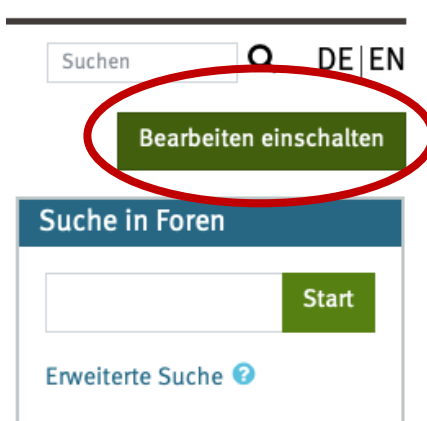 Suchen DE|EN
Bearbeiten einschalten
Suche in Foren
Start
Erweiterte Suche ?